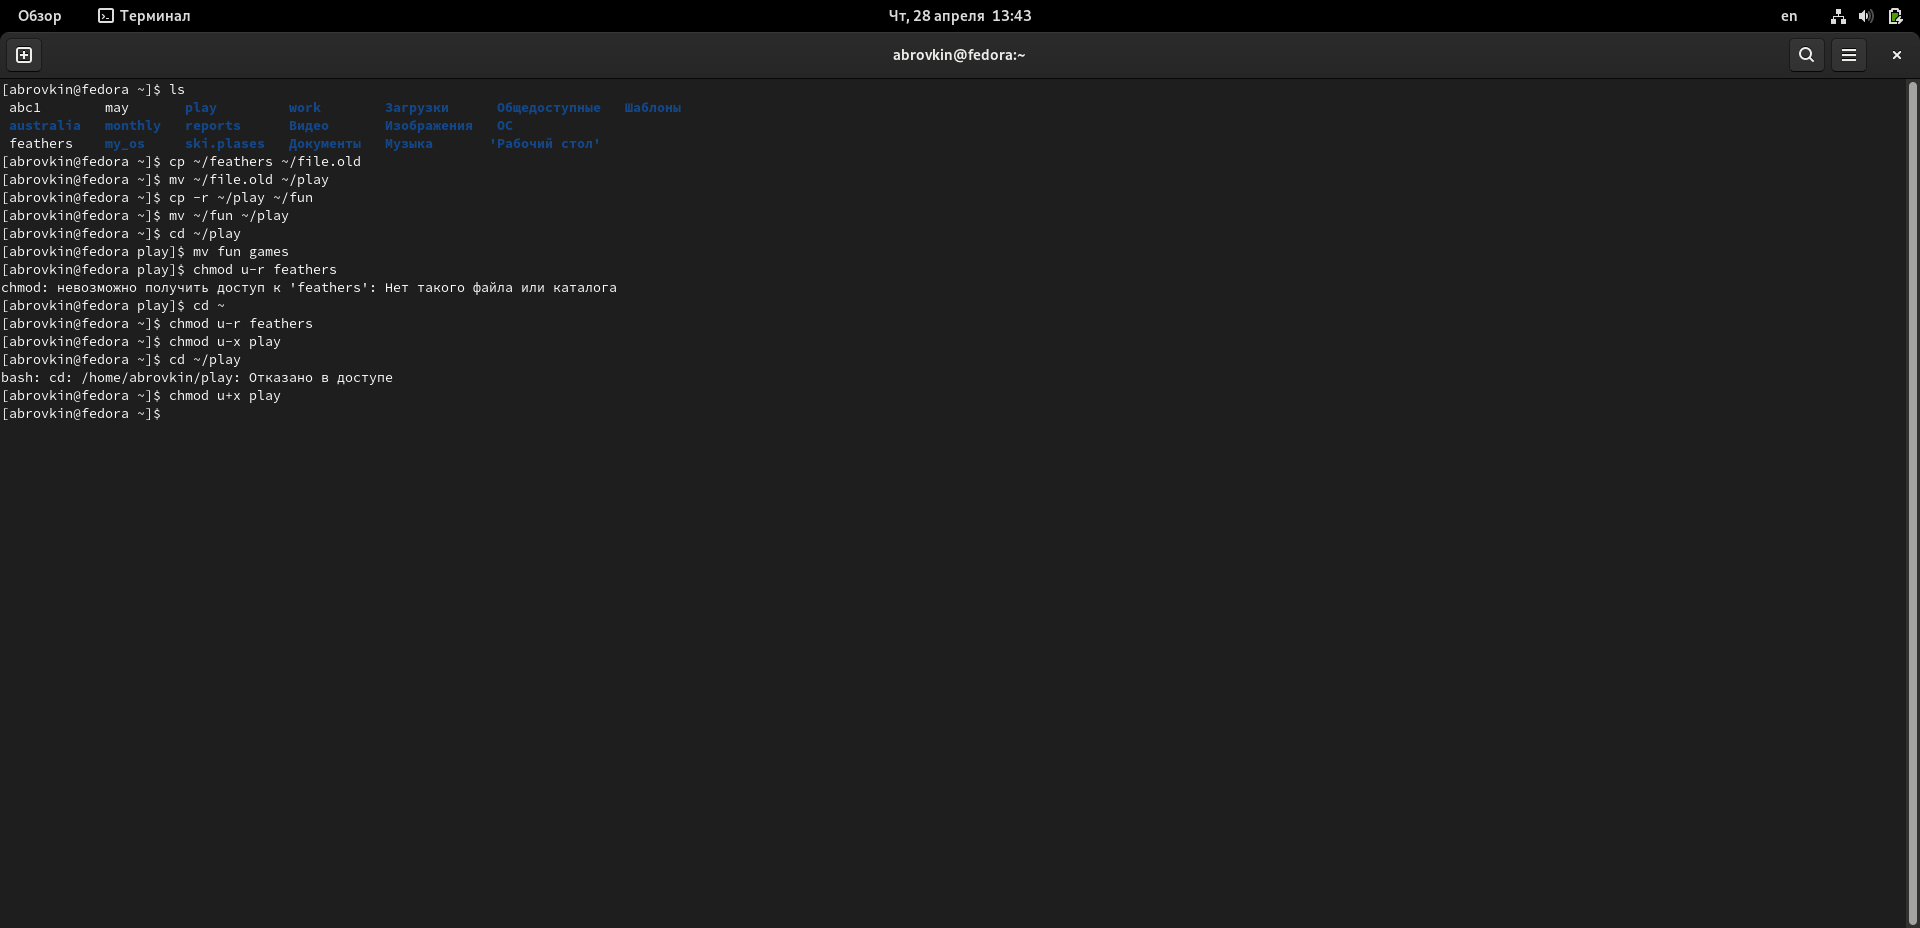 Обзор Терминал Чт, 28 апреля 13:43 en
abrovkin@fedora:~
[abrovkin@fedora ~]$ ls
abc1 may play work Загрузки Общедоступные Шаблоны
australia monthly reports Видео Изображения ОС
feathers my_os ski.plases Документы Музыка 'Рабочий стол'
[abrovkin@fedora ~]$ cp ~/feathers ~/file.old
[abrovkin@fedora ~]$ mv ~/file.old ~/play
[abrovkin@fedora ~]$ cp -r ~/play ~/fun
[abrovkin@fedora ~]$ mv ~/fun ~/play
[abrovkin@fedora ~]$ cd ~/play
[abrovkin@fedora play]$ mv fun games
[abrovkin@fedora play]$ chmod u-r feathers
chmod: невозможно получить доступ к 'feathers': Нет такого файла или каталога
[abrovkin@fedora play]$ cd ~
[abrovkin@fedora ~]$ chmod u-r feathers
[abrovkin@fedora ~]$ chmod u-x play
[abrovkin@fedora ~]$ cd ~/play
bash: cd: /home/abrovkin/play: Отказано в доступе
[abrovkin@fedora ~]$ chmod u+x play
[abrovkin@fedora ~]$